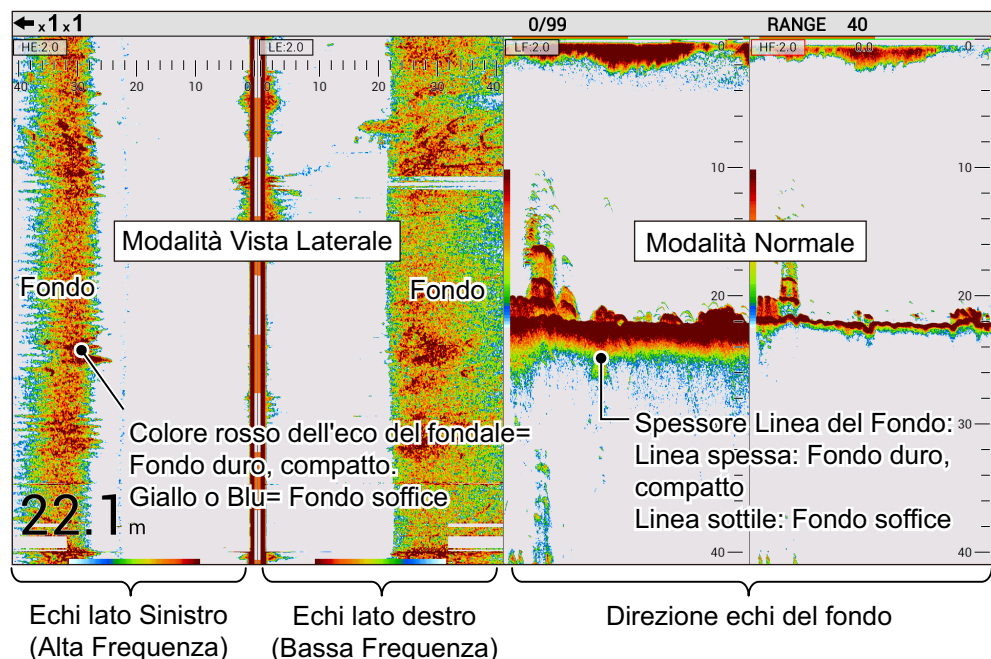 ←x1x1 0/99 RANGE 40
HE:2.0 LE:2.0 LF:2.0 HF:2.0 0.0
0 0
40 30 20 10 0 0 10 20 30 40
10 10
Modalità Vista Laterale Modalità Normale
Fondo Fondo
20 20
Colore rosso dell'eco del fondale=
Fondo duro, compatto.
Giallo o Blu= Fondo soffice
Spessore Linea del Fondo:
Linea spessa: Fondo duro,
compatto
Linea sottile: Fondo soffice
30 30
22.1 m
40 40
Echi lato Sinistro
(Alta Frequenza)
Echi lato destro
(Bassa Frequenza)
Direzione echi del fondo